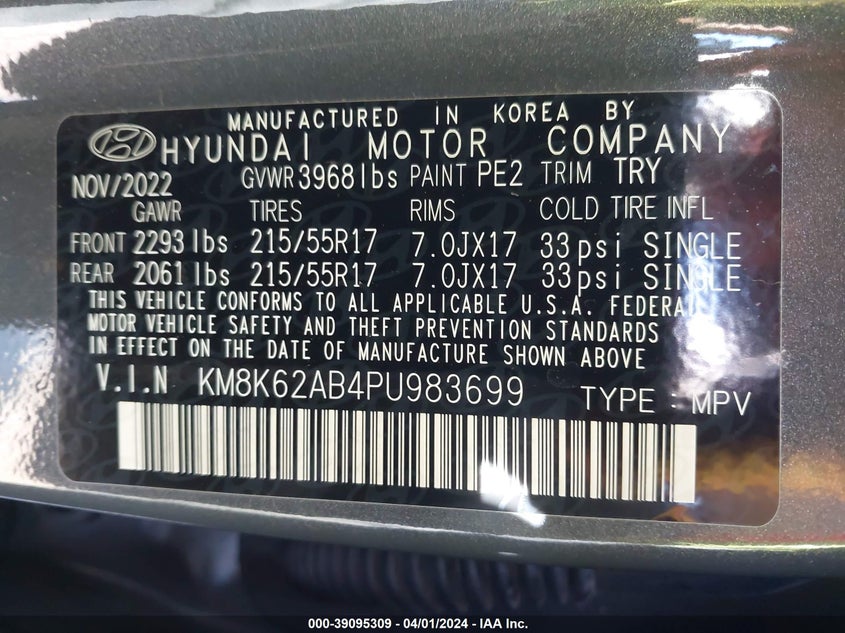 MANUFACTURED IN KOREA BY
HYUNDAI MOTOR COMPANY
NOV/2022 GVWR 3968 lbs PAINT PE2 TRIM TRY
GAWR TIRES RIMS COLD TIRE INFL
FRONT 2293 lbs 215/55R17 7.0JX17 33 psi SINGLE
REAR 2061 lbs 215/55R17 7.0JX17 33 psi SINGLE
THIS VEHICLE CONFORMS TO ALL APPLICABLE U.S.A. FEDERAL
MOTOR VEHICLE SAFETY AND THEFT PREVENTION STANDARDS
IN EFFECT ON THE DATE OF MANUFACTURE SHOWN ABOVE.
V.I.N KM8K62AB4PU983699 TYPE : MPV
000-39095309 - 04/01/2024 - IAA Inc.